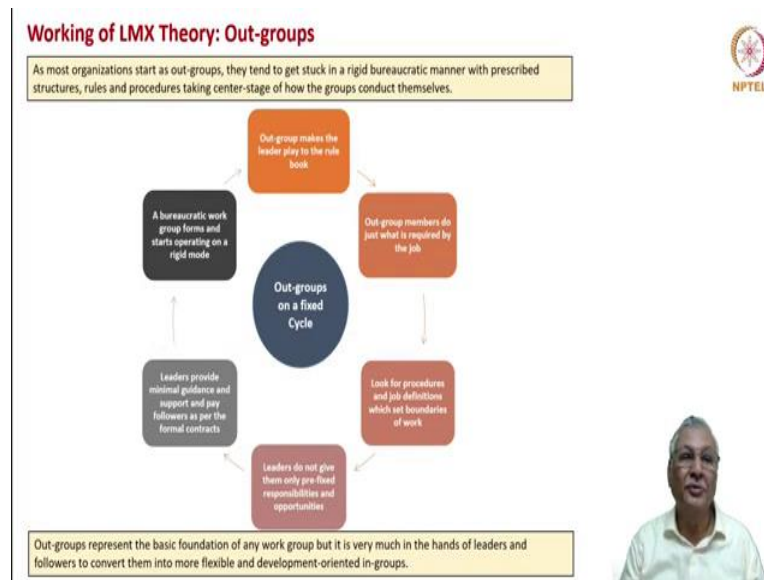 Working of LMX Theory: Out-groups
As most organizations start as out-groups, they tend to get stuck in a rigid bureaucratic manner with prescribed
structures, rules and procedures taking center-stage of how the groups conduct themselves.
NPTEL
Out-group makes the
leader play to the rule
book
Out-group members do
just what is required by
the job
Look for procedures
and job definitions
which set boundaries
of work
Leaders do not give
them only pre-fixed
responsibilities and
opportunities
Leaders provide
minimal guidance and
support and pay
followers as per the
formal contracts
A bureaucratic work
group forms and
starts operating on a
rigid mode
Out-groups
on a fixed
Cycle
Out-groups represent the basic foundation of any work group but it is very much in the hands of leaders and
followers to convert them into more flexible and development-oriented in-groups.